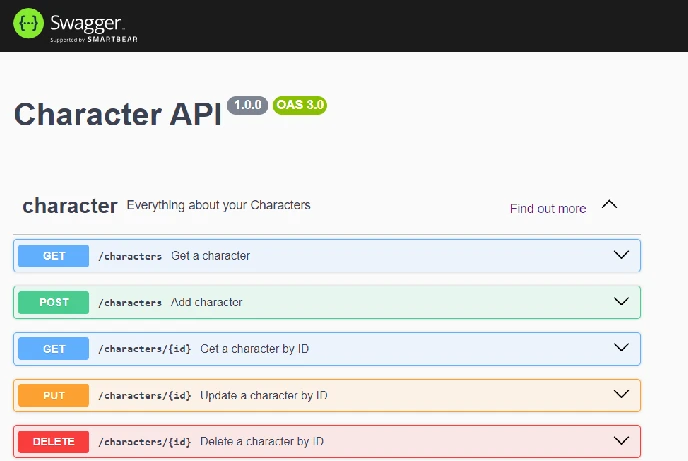 Swagger
Supported by SMARTBEAR
Character API 1.0.0 OAS 3.0
character Everything about your Characters Find out more
GET /characters Get a character
POST /characters Add character
GET /characters/{id} Get a character by ID
PUT /characters/{id} Update a character by ID
DELETE /characters/{id} Delete a character by ID